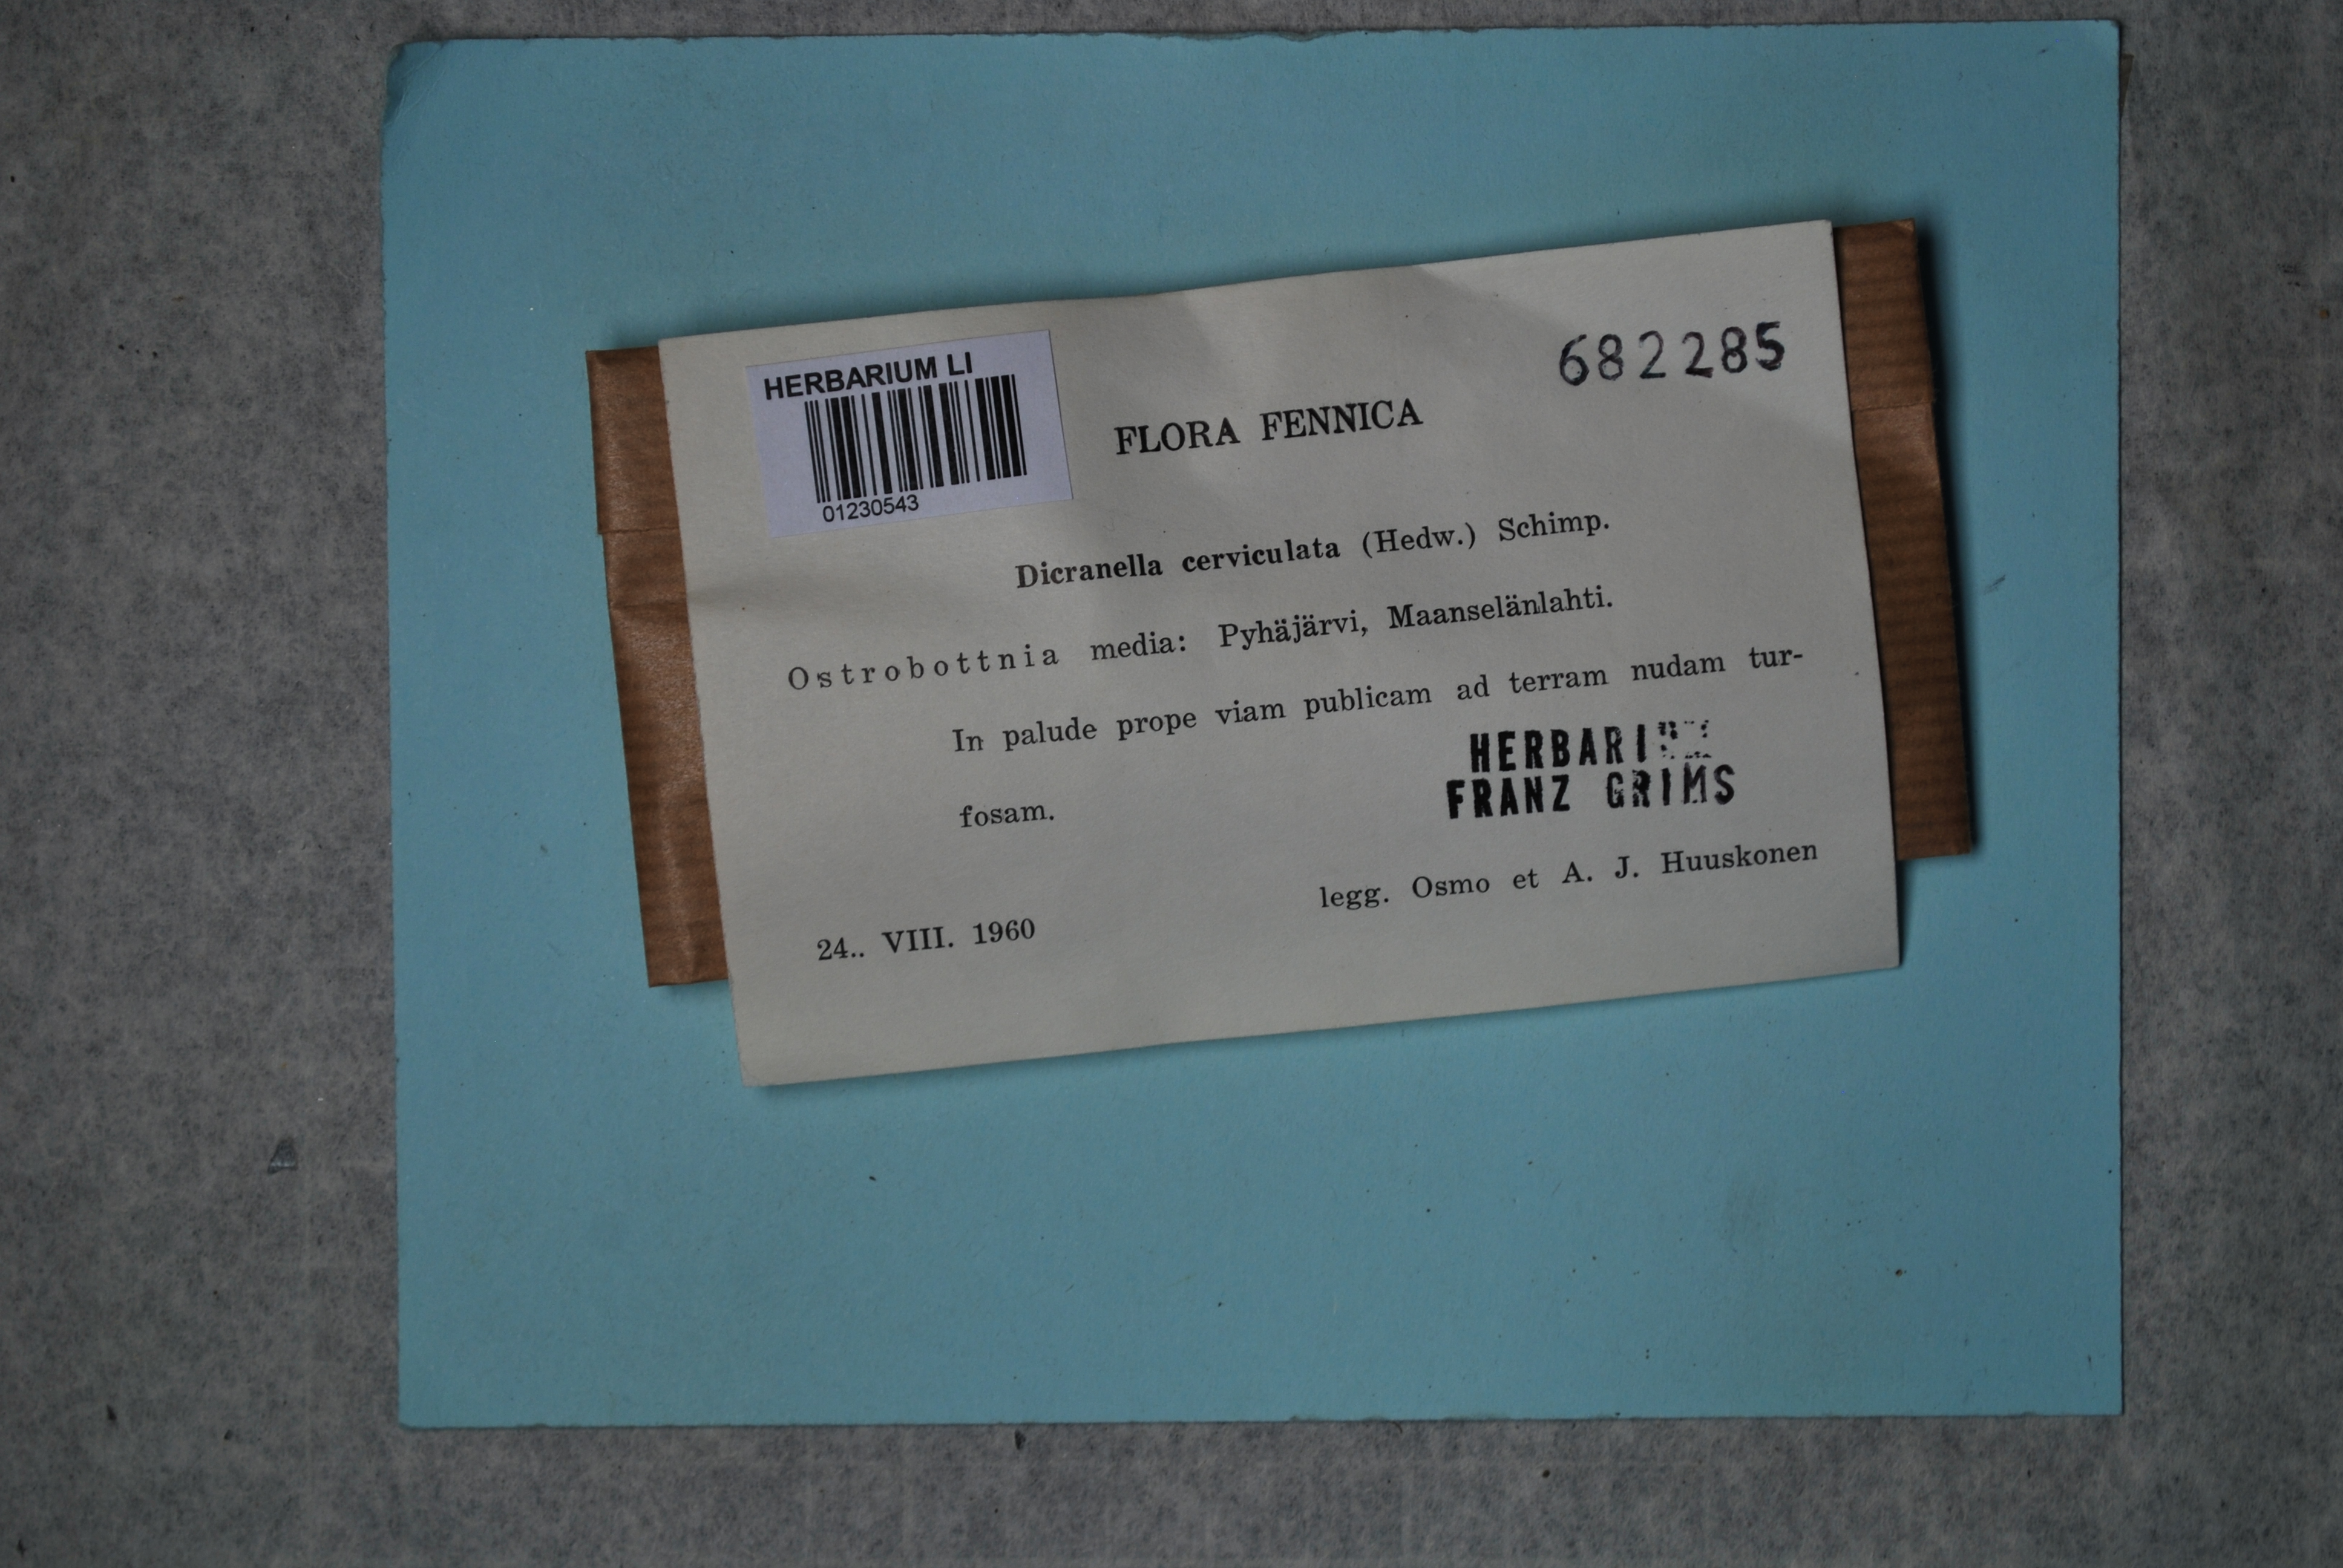 HERBARIUM LI
01230543
682285
FLORA FENNICA
Dicranella cerviculata (Hedw.) Schimp.
Ostrobottnia media: Pyhäjärvi, Maanselänlahti.
In palude prope viam publicam ad terram nudam tur-
fosam.
FRANZ GRIMS
legg. Osmo et A. J. Huuskonen
24.. VIII. 1960